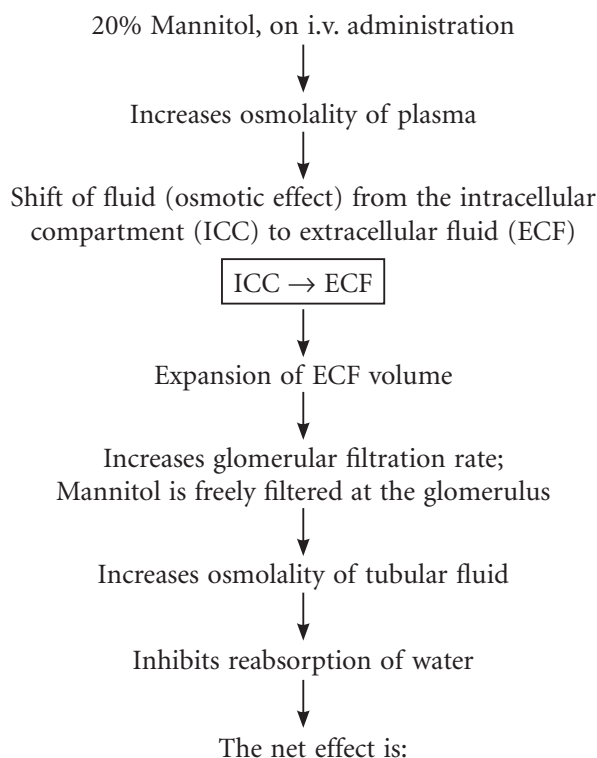 20% Mannitol, on i.v. administration
Increases osmolality of plasma
Shift of fluid (osmotic effect) from the intracellular
compartment (ICC) to extracellular fluid (ECF)
ICC → ECF
Expansion of ECF volume
Increases glomerular filtration rate;
Mannitol is freely filtered at the glomerulus
Increases osmolality of tubular fluid
Inhibits reabsorption of water
The net effect is: